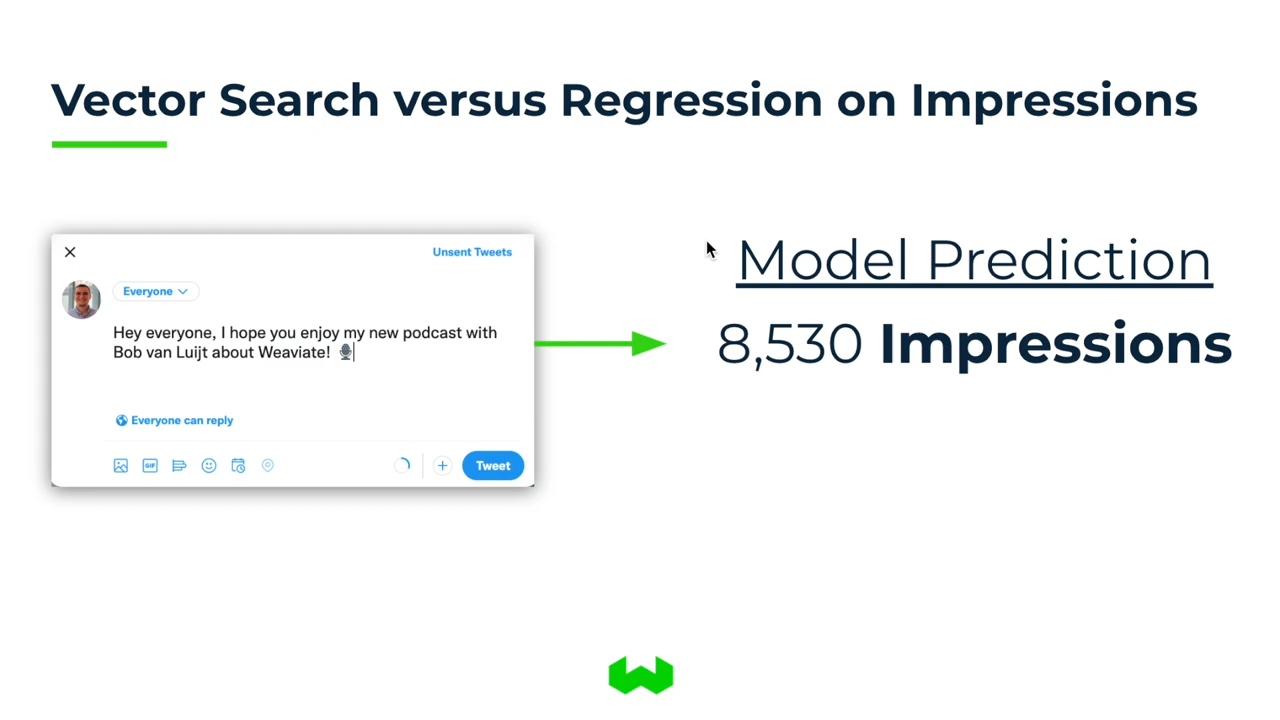 Vector Search versus Regression on Impressions
Unsent Tweets
Everyone
Hey everyone, I hope you enjoy my new podcast with
Bob van Luijt about Weaviate! 🎙
Everyone can reply
GIF
Tweet
Model Prediction
8,530 Impressions